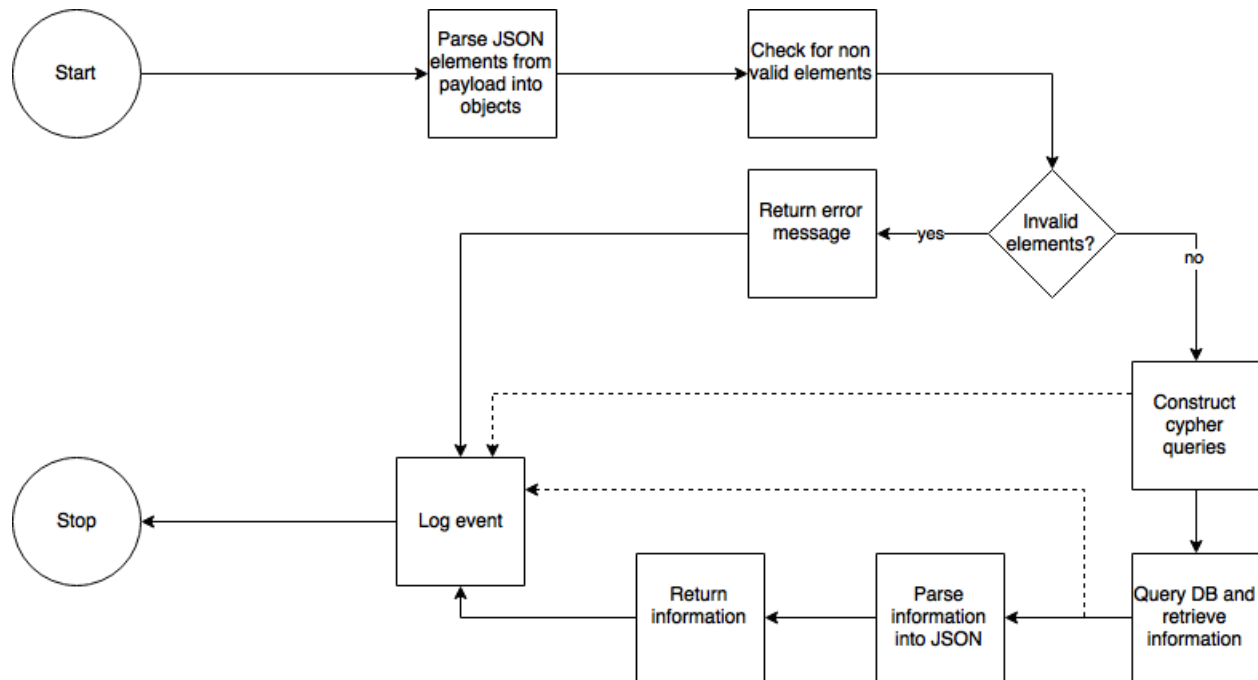 Start
Parse JSON
elements from
payload into
objects
Check for non
valid elements
Return error
message
yes
Invalid
elements?
no
Construct
cypher
queries
Stop
Log event
Return
information
Parse
information
into JSON
Query DB and
retrieve
information